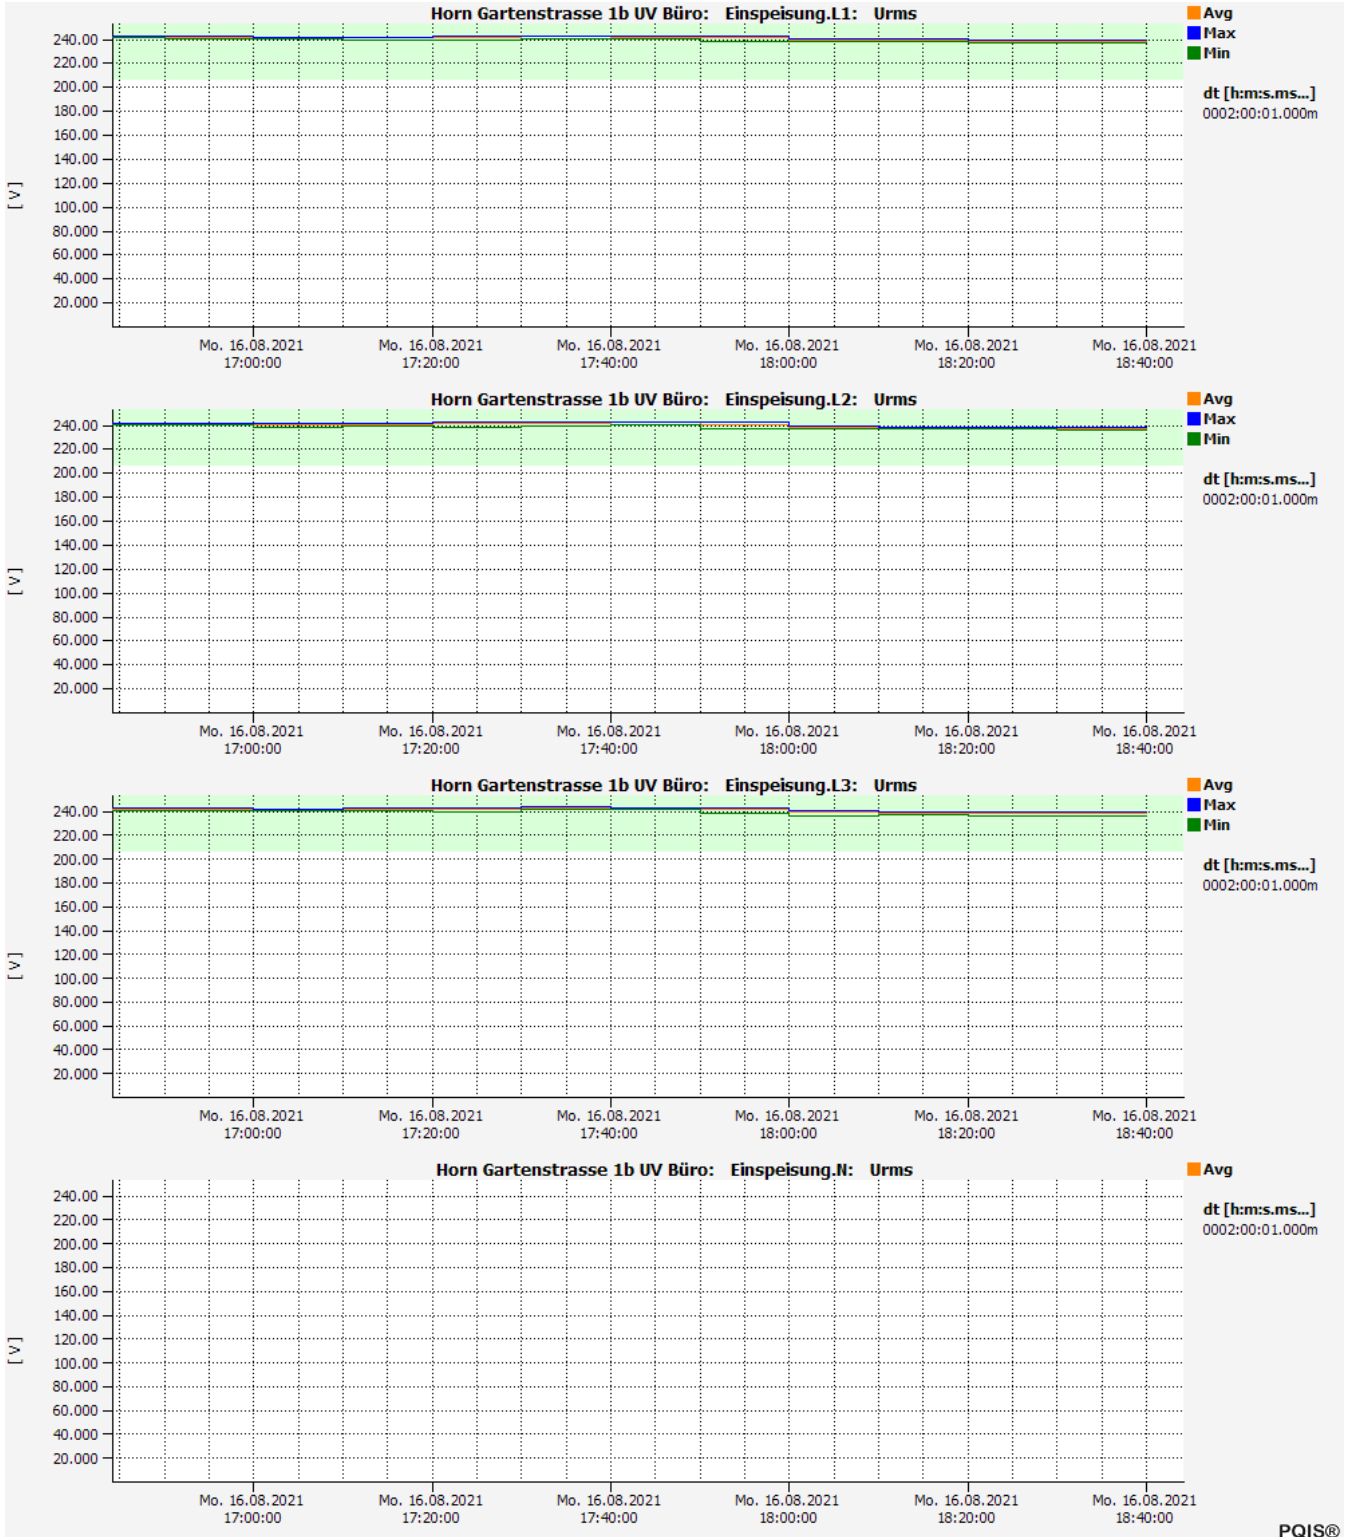 Horn Gartenstrasse 1b UV Büro: Einspeisung.L1: Urms
Avg
Max
Min
dt [h:m:s.ms...]
0002:00:01.000m
[ V ]
240.00
220.00
200.00
180.00
160.00
140.00
120.00
100.00
80.000
60.000
40.000
20.000
Mo. 16.08.2021 Mo. 16.08.2021 Mo. 16.08.2021 Mo. 16.08.2021 Mo. 16.08.2021 Mo. 16.08.2021
17:00:00 17:20:00 17:40:00 18:00:00 18:20:00 18:40:00
Horn Gartenstrasse 1b UV Büro: Einspeisung.L2: Urms
Avg
Max
Min
dt [h:m:s.ms...]
0002:00:01.000m
[ V ]
240.00
220.00
200.00
180.00
160.00
140.00
120.00
100.00
80.000
60.000
40.000
20.000
Mo. 16.08.2021 Mo. 16.08.2021 Mo. 16.08.2021 Mo. 16.08.2021 Mo. 16.08.2021 Mo. 16.08.2021
17:00:00 17:20:00 17:40:00 18:00:00 18:20:00 18:40:00
Horn Gartenstrasse 1b UV Büro: Einspeisung.L3: Urms
Avg
Max
Min
dt [h:m:s.ms...]
0002:00:01.000m
[ V ]
240.00
220.00
200.00
180.00
160.00
140.00
120.00
100.00
80.000
60.000
40.000
20.000
Mo. 16.08.2021 Mo. 16.08.2021 Mo. 16.08.2021 Mo. 16.08.2021 Mo. 16.08.2021 Mo. 16.08.2021
17:00:00 17:20:00 17:40:00 18:00:00 18:20:00 18:40:00
Horn Gartenstrasse 1b UV Büro: Einspeisung.N: Urms
Avg
dt [h:m:s.ms...]
0002:00:01.000m
[ V ]
240.00
220.00
200.00
180.00
160.00
140.00
120.00
100.00
80.000
60.000
40.000
20.000
Mo. 16.08.2021 Mo. 16.08.2021 Mo. 16.08.2021 Mo. 16.08.2021 Mo. 16.08.2021 Mo. 16.08.2021
17:00:00 17:20:00 17:40:00 18:00:00 18:20:00 18:40:00
PQIS®